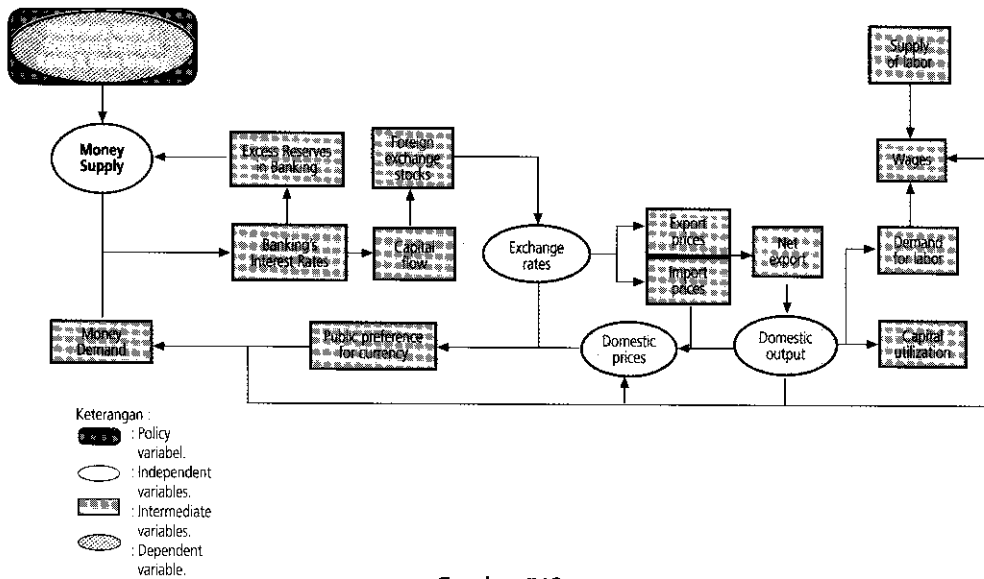 Money
Supply
Excess Reserves
in Banking
Foreign
exchange
stocks
Supply
of labor
Wages
Banking's
Interest Rates
Capital
flow
Exchange
rates
Export
prices
Import
prices
Net
export
Demand
for labor
Money
Demand
Public preference
for currency
Domestic
prices
Domestic
output
Capital
utilization
Keterangan :
: Policy
variabel.
: Independent
variables.
: Intermediate
variables.
: Dependent
variable.